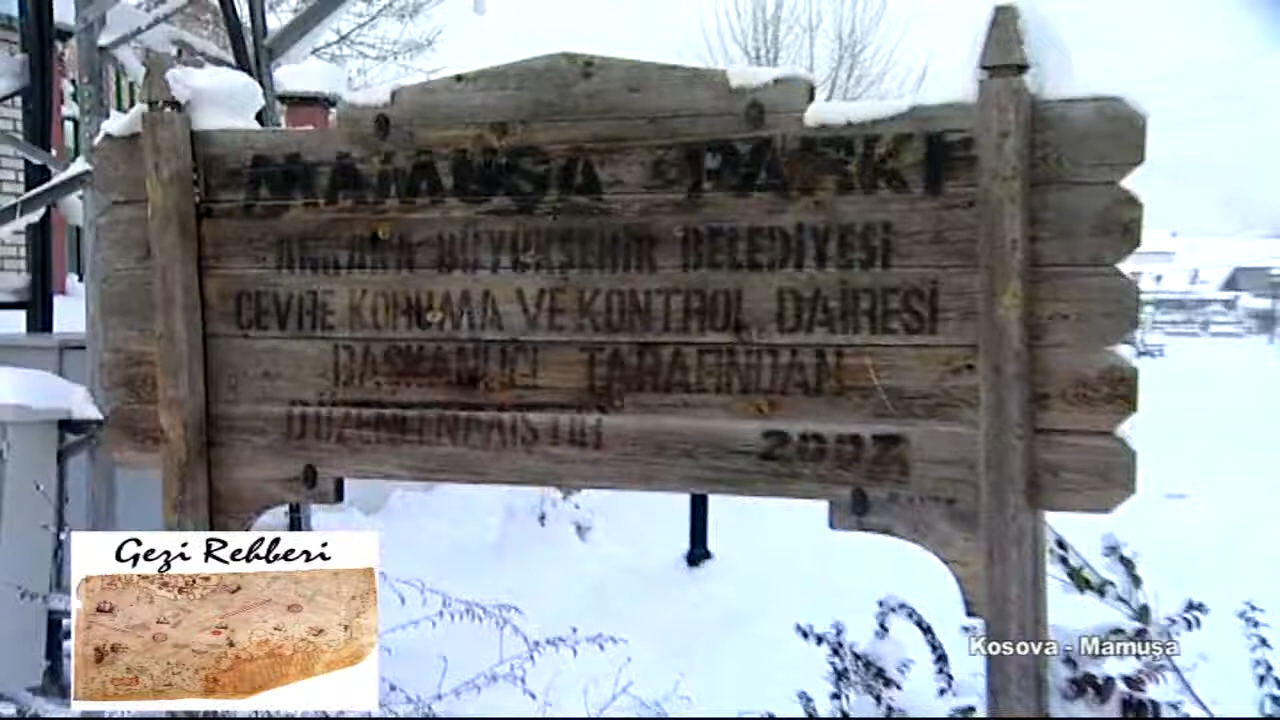 MAMUŞA PARKI
ANKARA BÜYÜKŞEHİR BELEDİYESİ
ÇEVRE KORUMA VE KONTROL DAİRESİ
BAŞKANLIĞI TARAFINDAN
DÜZENLENMİŞTİR
Gezi Rehberi
Kosova - Mamuşa